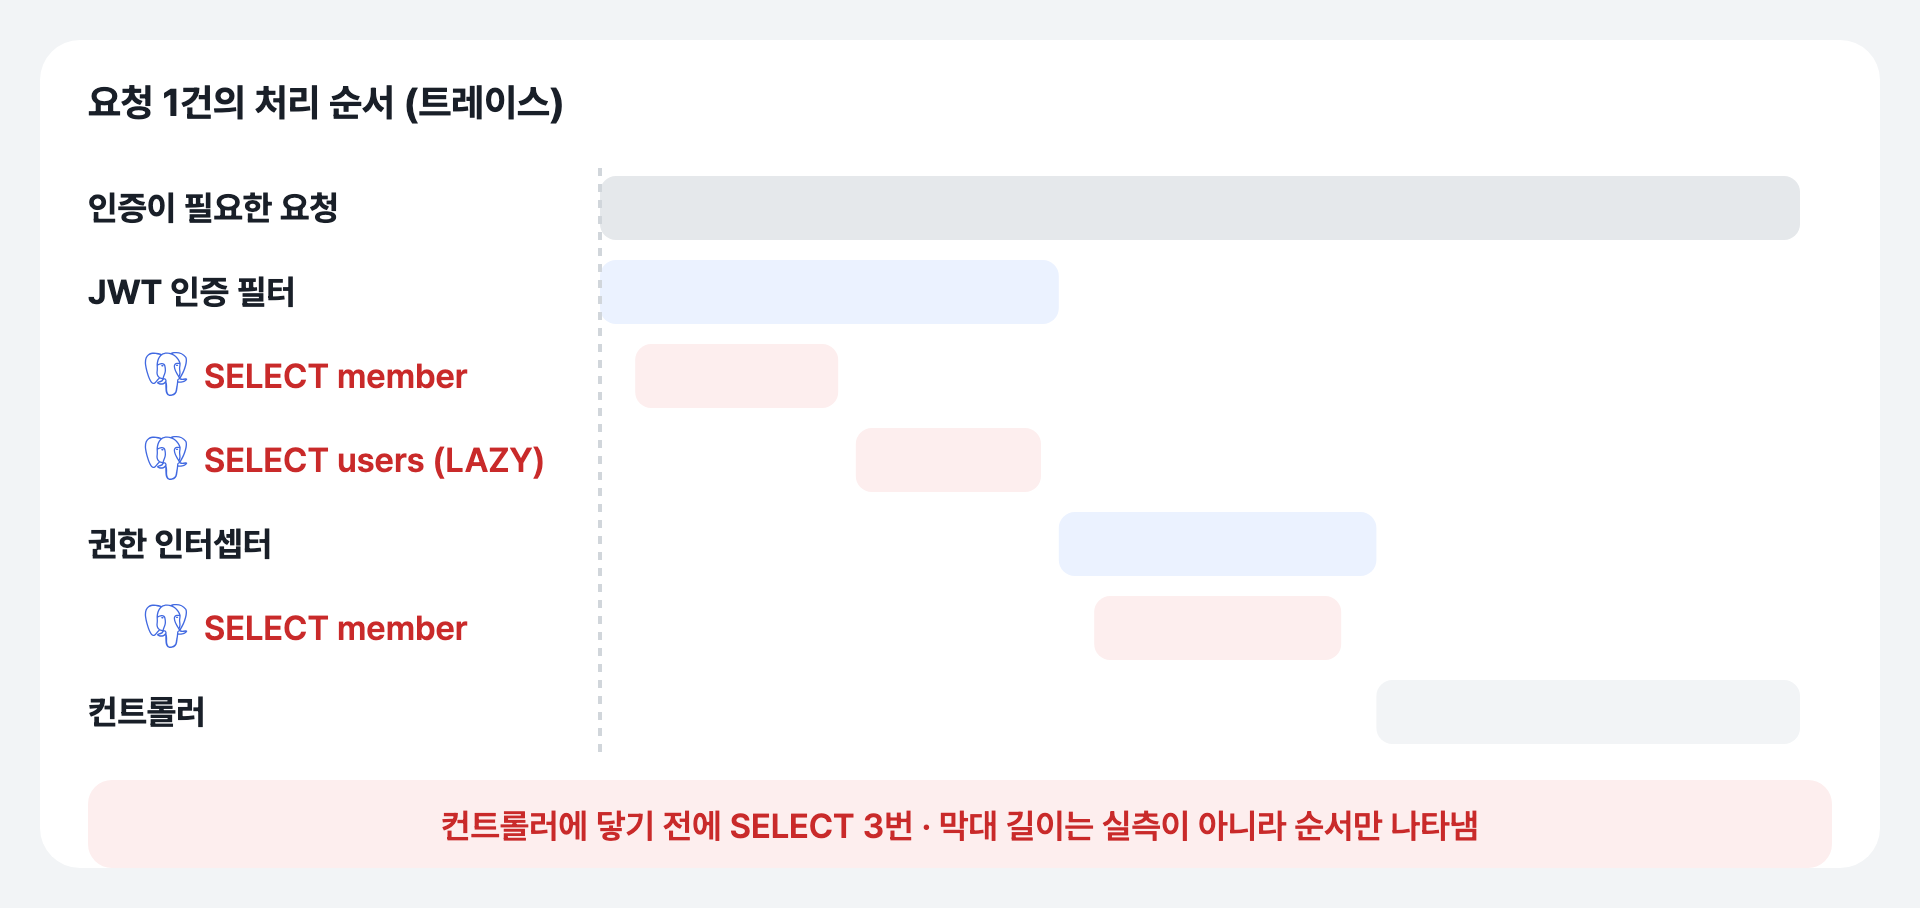 요청 1건의 처리 순서 (트레이스)
인증이 필요한 요청
JWT 인증 필터
SELECT member
SELECT users (LAZY)
권한 인터셉터
SELECT member
컨트롤러
컨트롤러에 닿기 전에 SELECT 3번 · 막대 길이는 실측이 아니라 순서만 나타냄